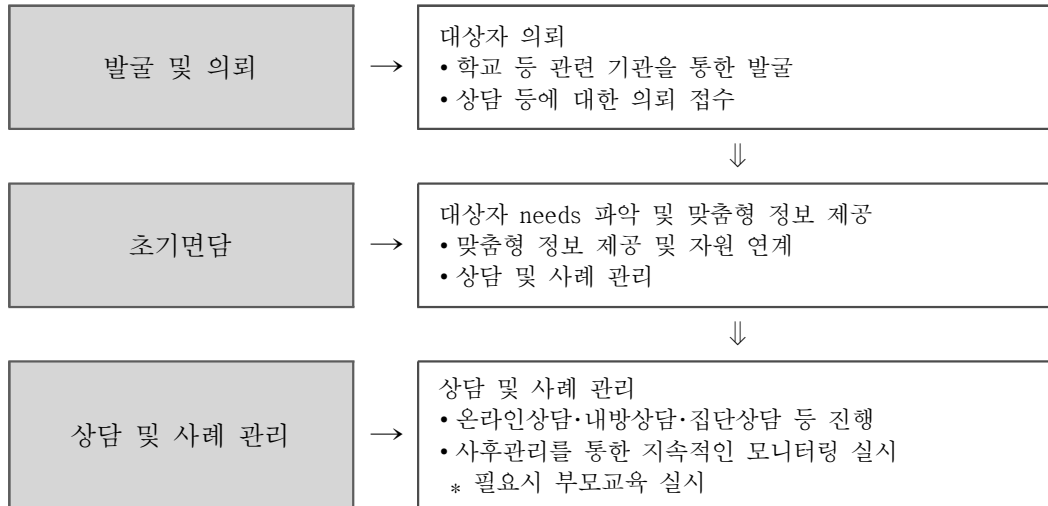 발굴 및 의뢰
→
대상자 의뢰
• 학교 등 관련 기관을 통한 발굴
• 상담 등에 대한 의뢰 접수
⇓
초기면담
→
대상자 needs 파악 및 맞춤형 정보 제공
• 맞춤형 정보 제공 및 자원 연계
• 상담 및 사례 관리
⇓
상담 및 사례 관리
→
상담 및 사례 관리
• 온라인상담·내방상담·집단상담 등 진행
• 사후관리를 통한 지속적인 모니터링 실시
* 필요시 부모교육 실시